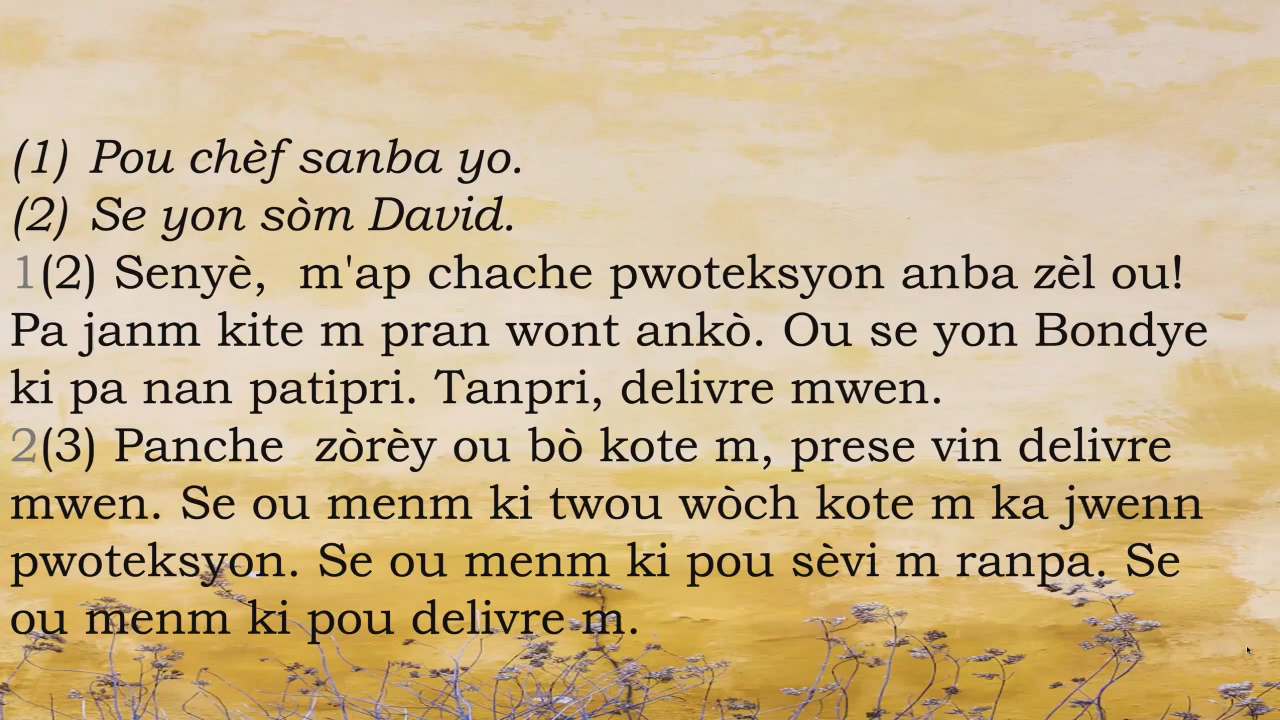 (1) Pou chèf sanba yo.
(2) Se yon sòm David.
1(2) Senyè, m'ap chache pwoteksyon anba zèl ou!
Pa janm kite m pran wont ankò. Ou se yon Bondye
ki pa nan patipri. Tanpri, delivre mwen.
2(3) Panche zòrèy ou bò kote m, prese vin delivre
mwen. Se ou menm ki twou wòch kote m ka jwenn
pwoteksyon. Se ou menm ki pou sèvi m ranpa. Se
ou menm ki pou delivre m.